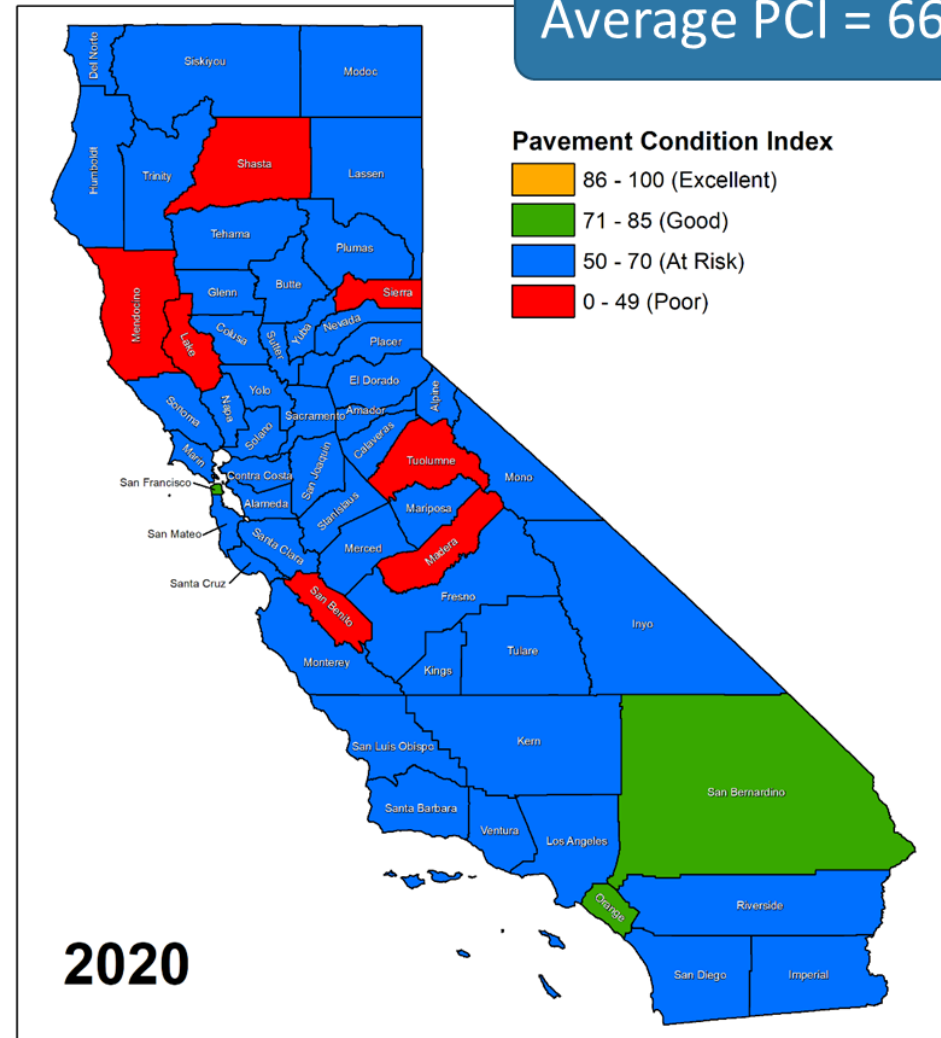 Average PCI = 66
Pavement Condition Index
86 - 100 (Excellent)
71 - 85 (Good)
50 - 70 (At Risk)
0 - 49 (Poor)
Del Norte
Siskiyou
Modoc
Humboldt
Trinity
Shasta
Lassen
Tehama
Plumas
Mendocino
Glenn
Butte
Sierra
Lake
Colusa
Sutter
Yuba
Nevada
Placer
Sonoma
Napa
Yolo
El Dorado
Alpine
Solano
Sacramento
Amador
Calaveras
Marin
San Francisco
Contra Costa
San Joaquin
Tuolumne
Mono
Alameda
Stanislaus
Mariposa
San Mateo
Santa Clara
Merced
Madera
Santa Cruz
San Benito
Fresno
Inyo
Monterey
Kings
Tulare
San Luis Obispo
Kern
San Bernardino
Santa Barbara
Ventura
Los Angeles
Orange
Riverside
San Diego
Imperial
2020